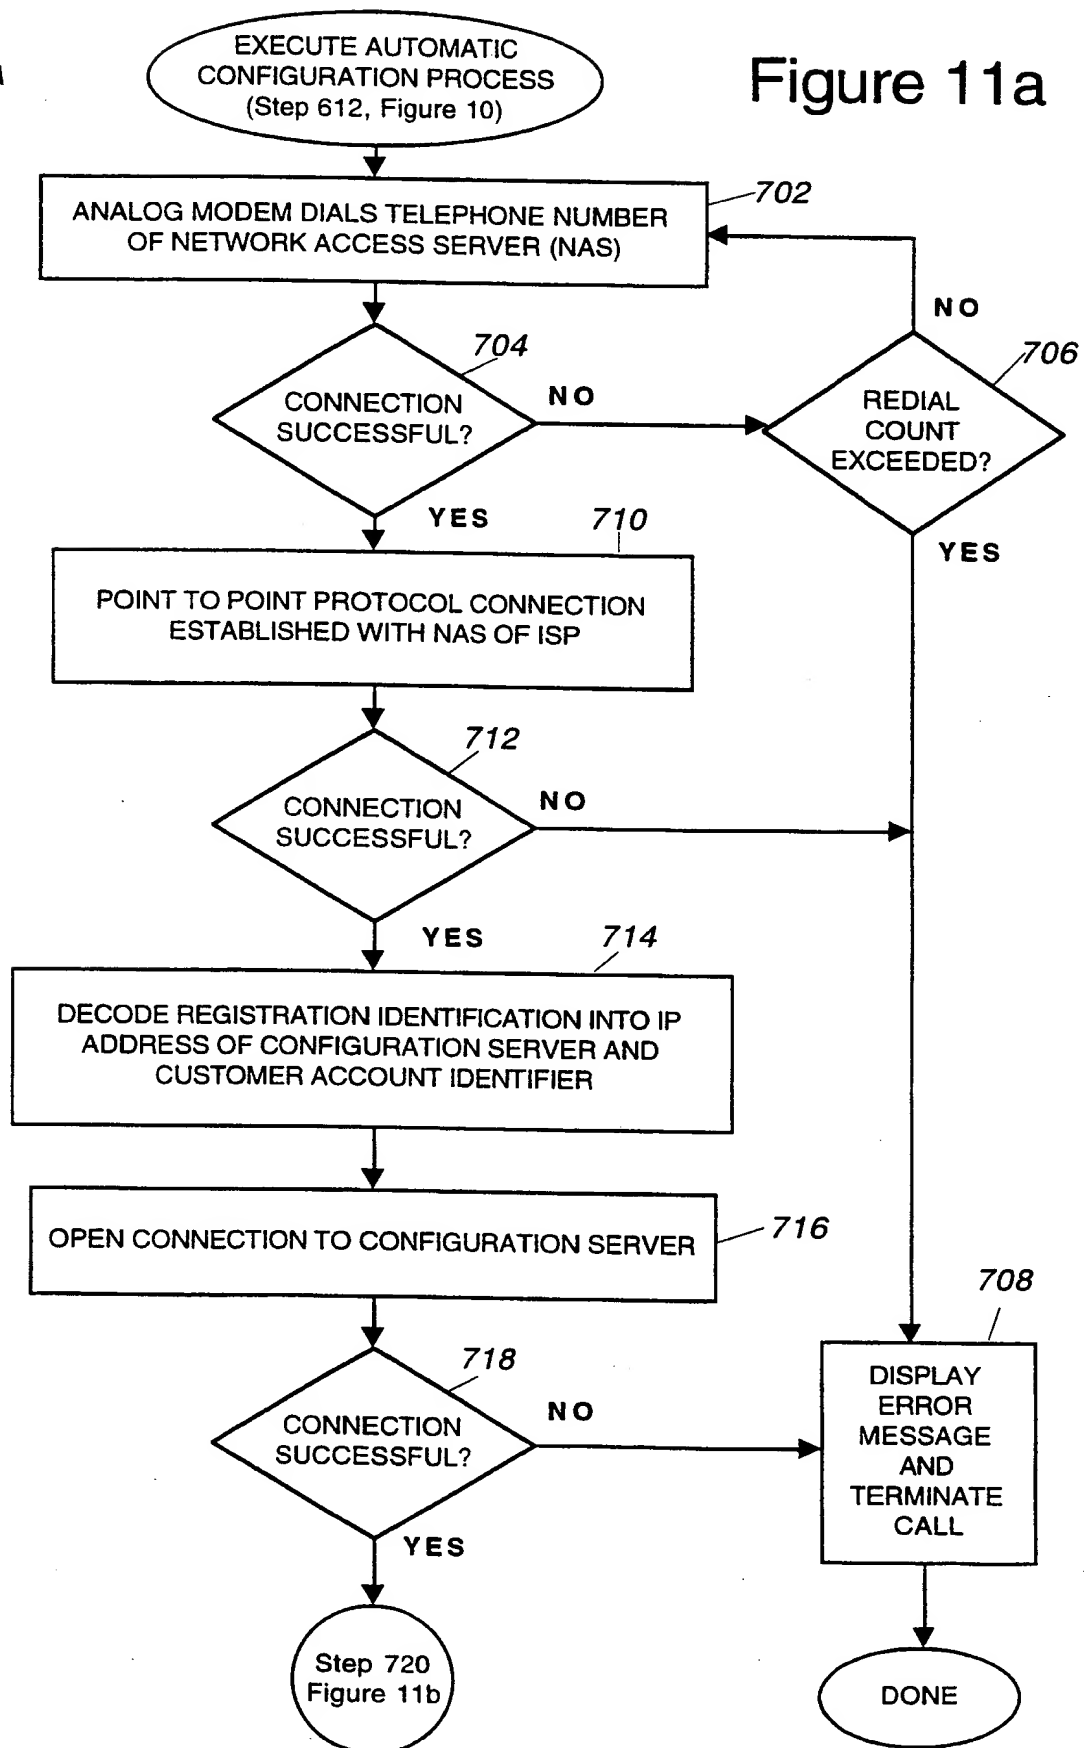 EXECUTE AUTOMATIC
CONFIGURATION PROCESS
(Step 612, Figure 10)
Figure 11a
702
ANALOG MODEM DIALS TELEPHONE NUMBER
OF NETWORK ACCESS SERVER (NAS)
NO
704
706
CONNECTION
SUCCESSFUL?
NO
REDIAL
COUNT
EXCEEDED?
YES
710
YES
POINT TO POINT PROTOCOL CONNECTION
ESTABLISHED WITH NAS OF ISP
712
CONNECTION
SUCCESSFUL?
NO
YES
714
DECODE REGISTRATION IDENTIFICATION INTO IP
ADDRESS OF CONFIGURATION SERVER AND
CUSTOMER ACCOUNT IDENTIFIER
OPEN CONNECTION TO CONFIGURATION SERVER
716
708
718
CONNECTION
SUCCESSFUL?
NO
DISPLAY
ERROR
MESSAGE
AND
TERMINATE
CALL
YES
Step 720
Figure 11b
DONE